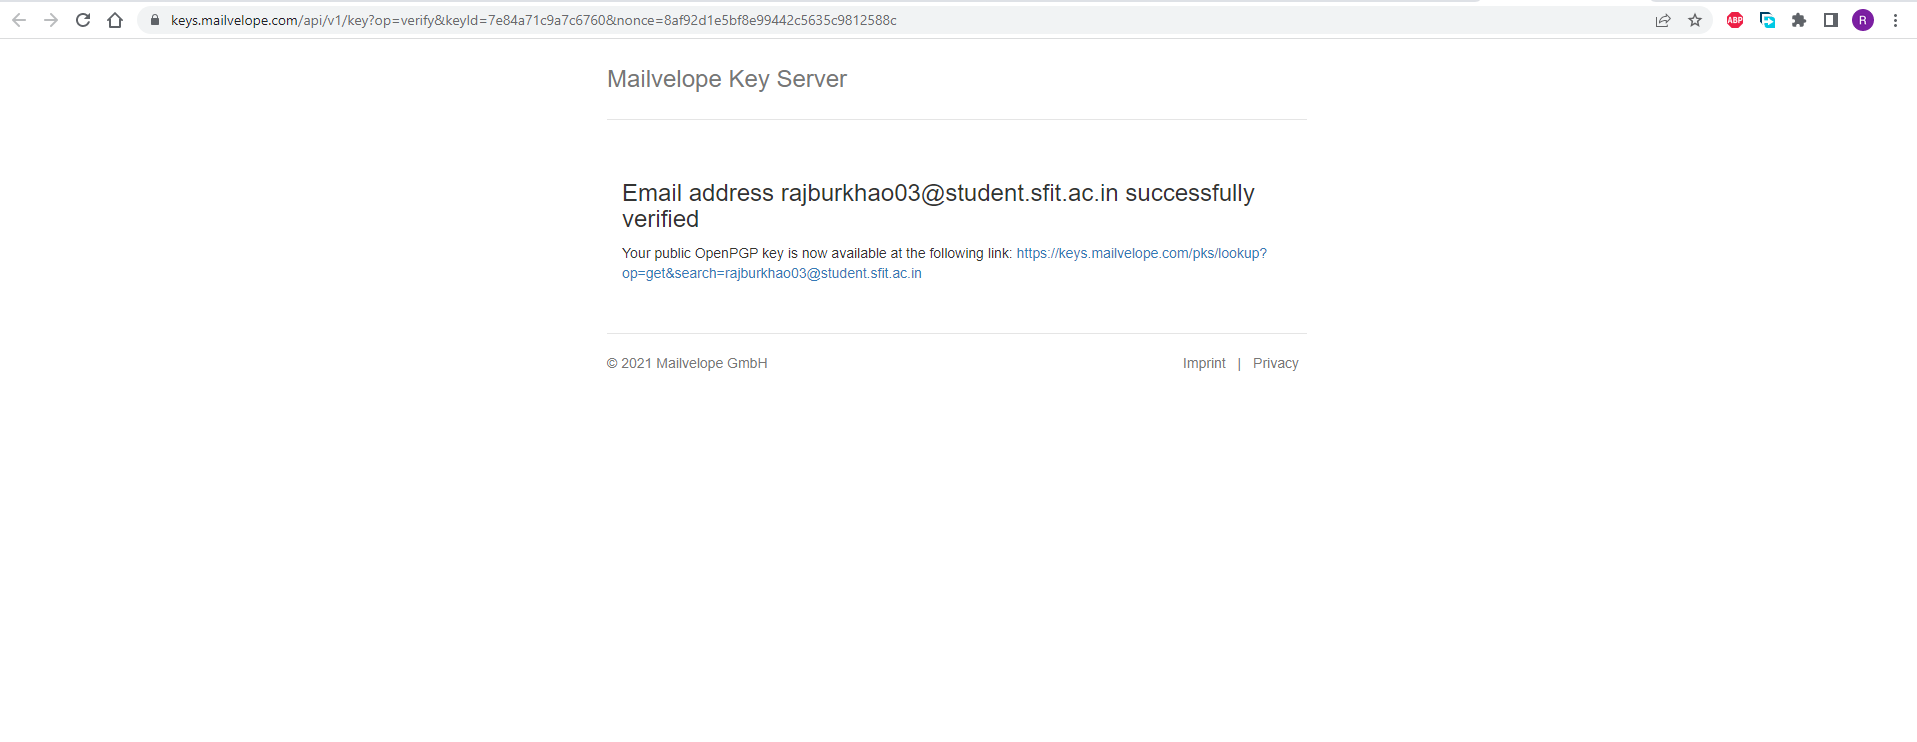 keys.mailvelope.com/api/v1/key?op=verify&keyId=7e84a71c9a7c6760&nonce=8af92d1e5bf8e99442c5635c9812588c
ABP
R
Mailvelope Key Server
Email address rajburkhao03@student.sfit.ac.in successfully
verified
Your public OpenPGP key is now available at the following link: https://keys.mailvelope.com/pks/lookup?
op=get&search=rajburkhao03@student.sfit.ac.in
© 2021 Mailvelope GmbH
Imprint | Privacy